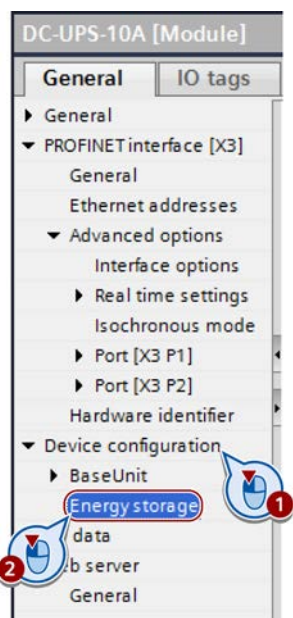 DC-UPS-10A [Module]
General IO tags
General
PROFINET interface [X3]
General
Ethernet addresses
Advanced options
Interface options
Real time settings
Isochronous mode
Port [X3 P1]
Port [X3 P2]
Hardware identifier
Device configuration
BaseUnit
1
Energy storage
data
2
b server
General